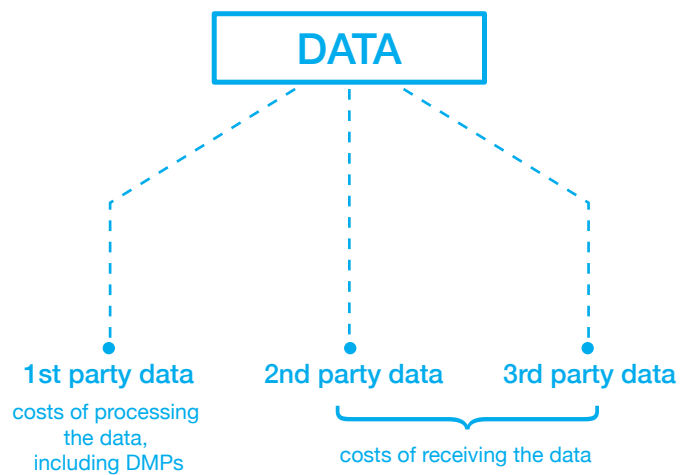 DATA
1st party data
costs of processing
the data,
including DMPs
2nd party data
3rd party data
costs of receiving the data